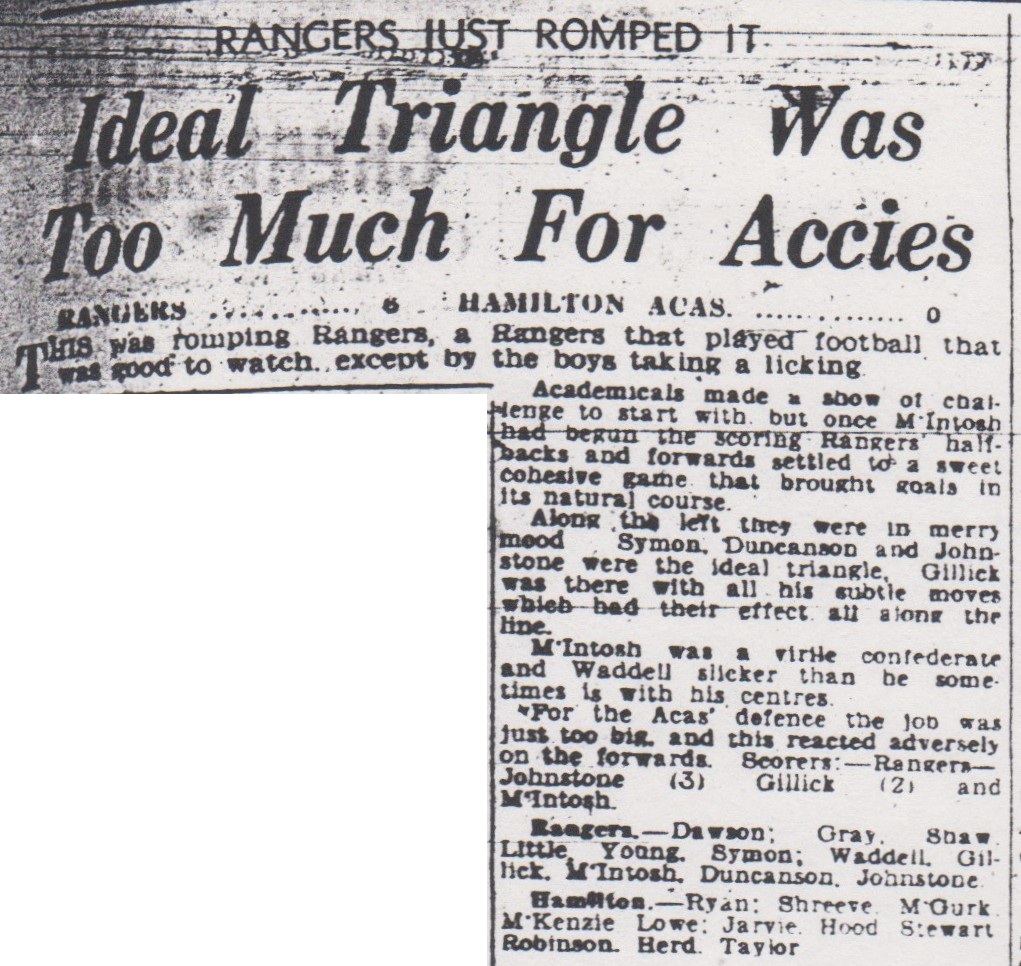 RANGERS JUST ROMPED IT
Ideal Triangle Was
Too Much For Accies
RANGERS .............. 6 HAMILTON ACAS. ................ 0
THIS was romping Rangers, a Rangers that played football that
was good to watch, except by the boys taking a licking.
Academicals made a show of chal-
lenge to start with, but once M'Intosh
had begun the scoring Rangers' half-
backs and forwards settled to a sweet
cohesive game that brought goals in
its natural course.
Along the left they were in merry
mood Symon, Duncanson and John-
stone were the ideal triangle, Gillick
was there with all his subtle moves
which had their effect all along the
line.
M'Intosh was a virile confederate
and Waddell slicker than he some-
times is with his centres.
For the Acas' defence the job was
just too big, and this reacted adversely
on the forwards. Scorers:—Rangers—
Johnstone (3) Gillick (2) and
M'Intosh.
Rangers.—Dawson; Gray, Shaw
Little, Young, Symon; Waddell, Gil-
lick, M'Intosh, Duncanson, Johnstone.
Hamilton.—Ryan; Shreeve, M'Gurk
M'Kenzie Lowe; Jarvie, Hood Stewart
Robinson, Herd, Taylor